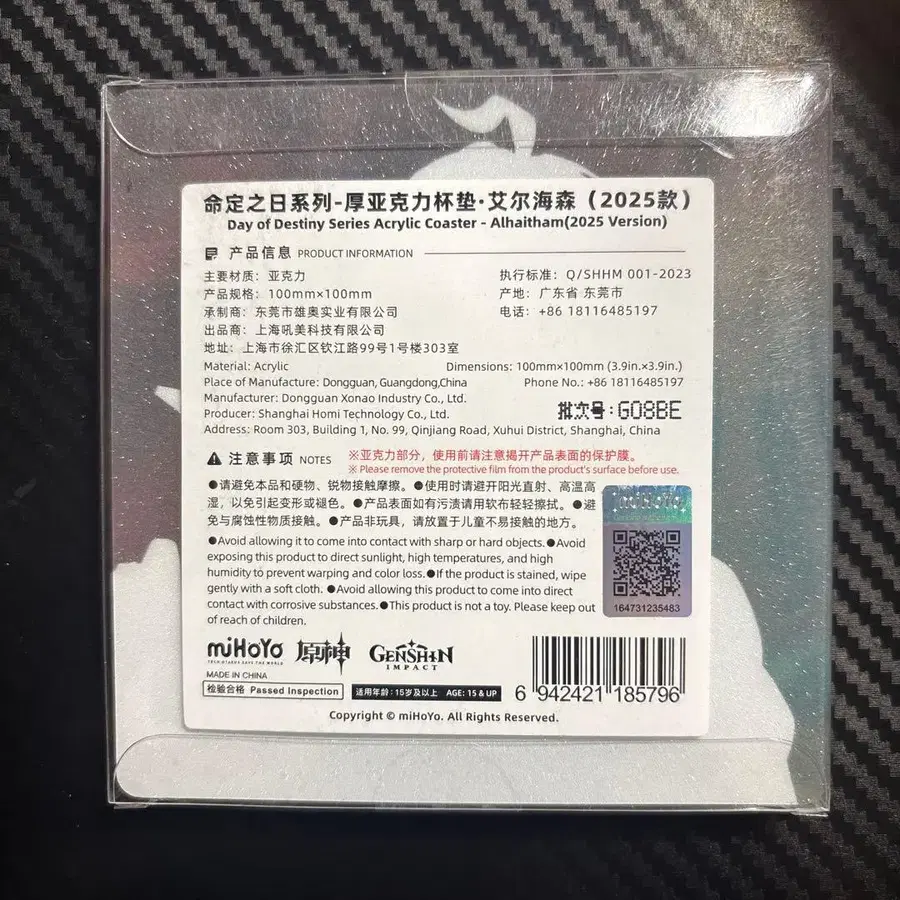 命定之日系列-厚亚克力杯垫·艾尔海森（2025款）
Day of Destiny Series Acrylic Coaster - Alhaitham(2025 Version)
产品信息 PRODUCT INFORMATION
主要材质：亚克力
执行标准：Q/SHHM 001-2023
产品规格：100mm×100mm
产地：广东省 东莞市
承制商：东莞市雄奥实业有限公司
电话：+86 18116485197
出品商：上海吼美科技有限公司
地址：上海市徐汇区钦江路99号1号楼303室
Material: Acrylic
Dimensions: 100mm×100mm (3.9in.×3.9in.)
Place of Manufacture: Dongguan, Guangdong,China
Phone No.: +86 18116485197
Manufacturer: Dongguan Xonao Industry Co., Ltd.
批次号:G08BE
Producer: Shanghai Homi Technology Co., Ltd.
Address: Room 303, Building 1, No. 99, Qinjiang Road, Xuhui District, Shanghai, China
注意事项 NOTES
※亚克力部分，使用前请注意揭开产品表面的保护膜。
※ Please remove the protective film from the product's surface before use.
●请避免本品和硬物、锐物接触摩擦。●使用时请避开阳光直射、高温高
湿，以免引起变形或褪色。●产品表面如有污渍请用软布轻轻擦拭。●避
免与腐蚀性物质接触。●产品非玩具，请放置于儿童不易接触的地方。
●Avoid allowing it to come into contact with sharp or hard objects.●Avoid
exposing this product to direct sunlight, high temperatures, and high
humidity to prevent warping and color loss.●If the product is stained, wipe
gently with a soft cloth. ●Avoid allowing this product to come into direct
contact with corrosive substances. ●This product is not a toy. Please keep out
of reach of children.
miHoYo
164731235483
miHoYo
TECH OTAKUS SAVE THE WORLD
原神
GENSHIN
IMPACT
MADE IN CHINA
检验合格 Passed Inspection
适用年龄：15岁及以上 AGE: 15 & UP
6 942421 185796
Copyright © miHoYo. All Rights Reserved.